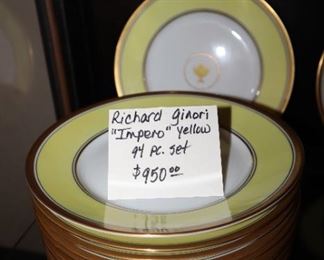 Richard Ginori
"Impero" Yellow
94 pc. set
$950.00